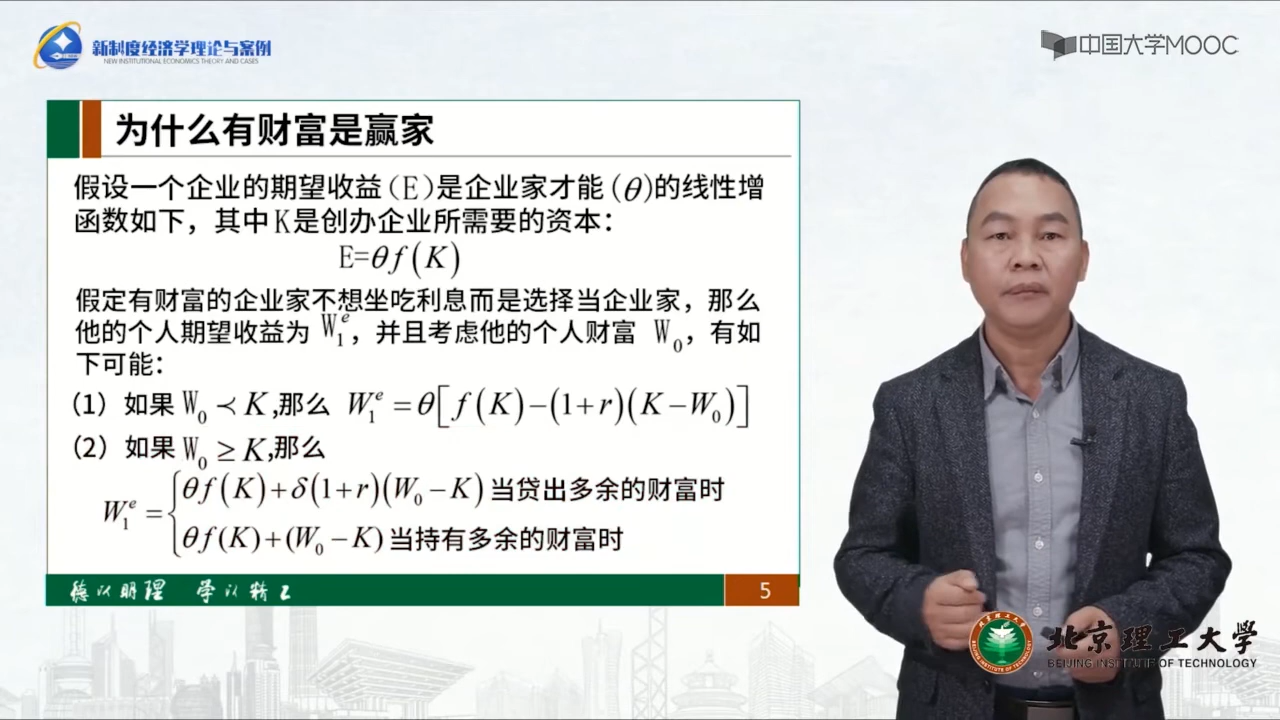 新制度经济学理论与案例
NEW INSTITUTIONAL ECONOMICS THEORY AND CASES
中国大学MOOC
为什么有财富是赢家
假设一个企业的期望收益(E)是企业家才能(θ)的线性增
函数如下，其中K是创办企业所需要的资本：
E=θf(K)
假定有财富的企业家不想坐吃利息而是选择当企业家，那么
他的个人期望收益为 W₁ᵉ，并且考虑他的个人财富 W₀，有如
下可能：
（1）如果 W₀ ≺ K,那么 W₁ᵉ = θ[f(K)−(1+r)(K−W₀)]
（2）如果 W₀ ≥ K,那么
W₁ᵉ = { θf(K)+δ(1+r)(W₀−K) 当贷出多余的财富时
θf(K)+(W₀−K) 当持有多余的财富时
德以明理 学以精工
5
北京理工大学
BEIJING INSTITUTE OF TECHNOLOGY